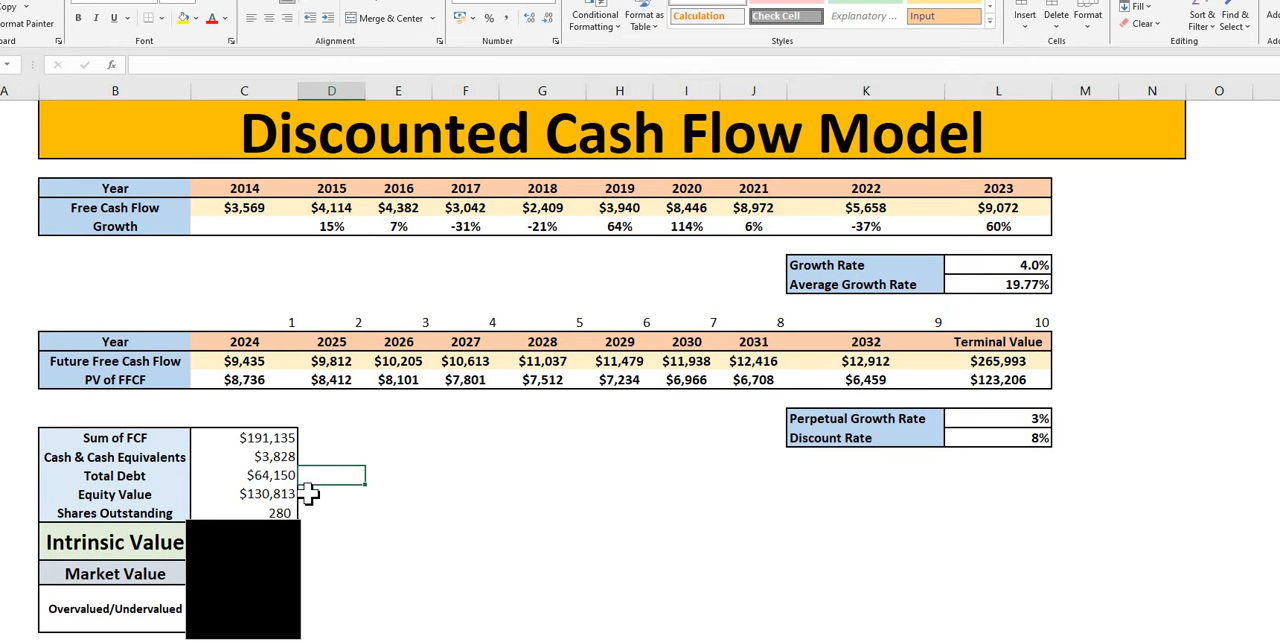 Copy
Format Painter
Clipboard
B I U A
Font
Merge & Center
Alignment
% , .00
Number
Conditional Formatting
Format as Table
Calculation
Check Cell
Explanatory ...
Input
Styles
Insert
Delete
Format
Cells
Fill
Clear
Sort & Filter
Find & Select
Editing
fx
A B C D E F G H I J K L M N O
Discounted Cash Flow Model
Year 2014 2015 2016 2017 2018 2019 2020 2021 2022 2023
Free Cash Flow $3,569 $4,114 $4,382 $3,042 $2,409 $3,940 $8,446 $8,972 $5,658 $9,072
Growth 15% 7% -31% -21% 64% 114% 6% -37% 60%
Growth Rate 4.0%
Average Growth Rate 19.77%
1 2 3 4 5 6 7 8 9 10
Year 2024 2025 2026 2027 2028 2029 2030 2031 2032 Terminal Value
Future Free Cash Flow $9,435 $9,812 $10,205 $10,613 $11,037 $11,479 $11,938 $12,416 $12,912 $265,993
PV of FFCF $8,736 $8,412 $8,101 $7,801 $7,512 $7,234 $6,966 $6,708 $6,459 $123,206
Perpetual Growth Rate 3%
Discount Rate 8%
Sum of FCF $191,135
Cash & Cash Equivalents $3,828
Total Debt $64,150
Equity Value $130,813
Shares Outstanding 280
Intrinsic Value
Market Value
Overvalued/Undervalued